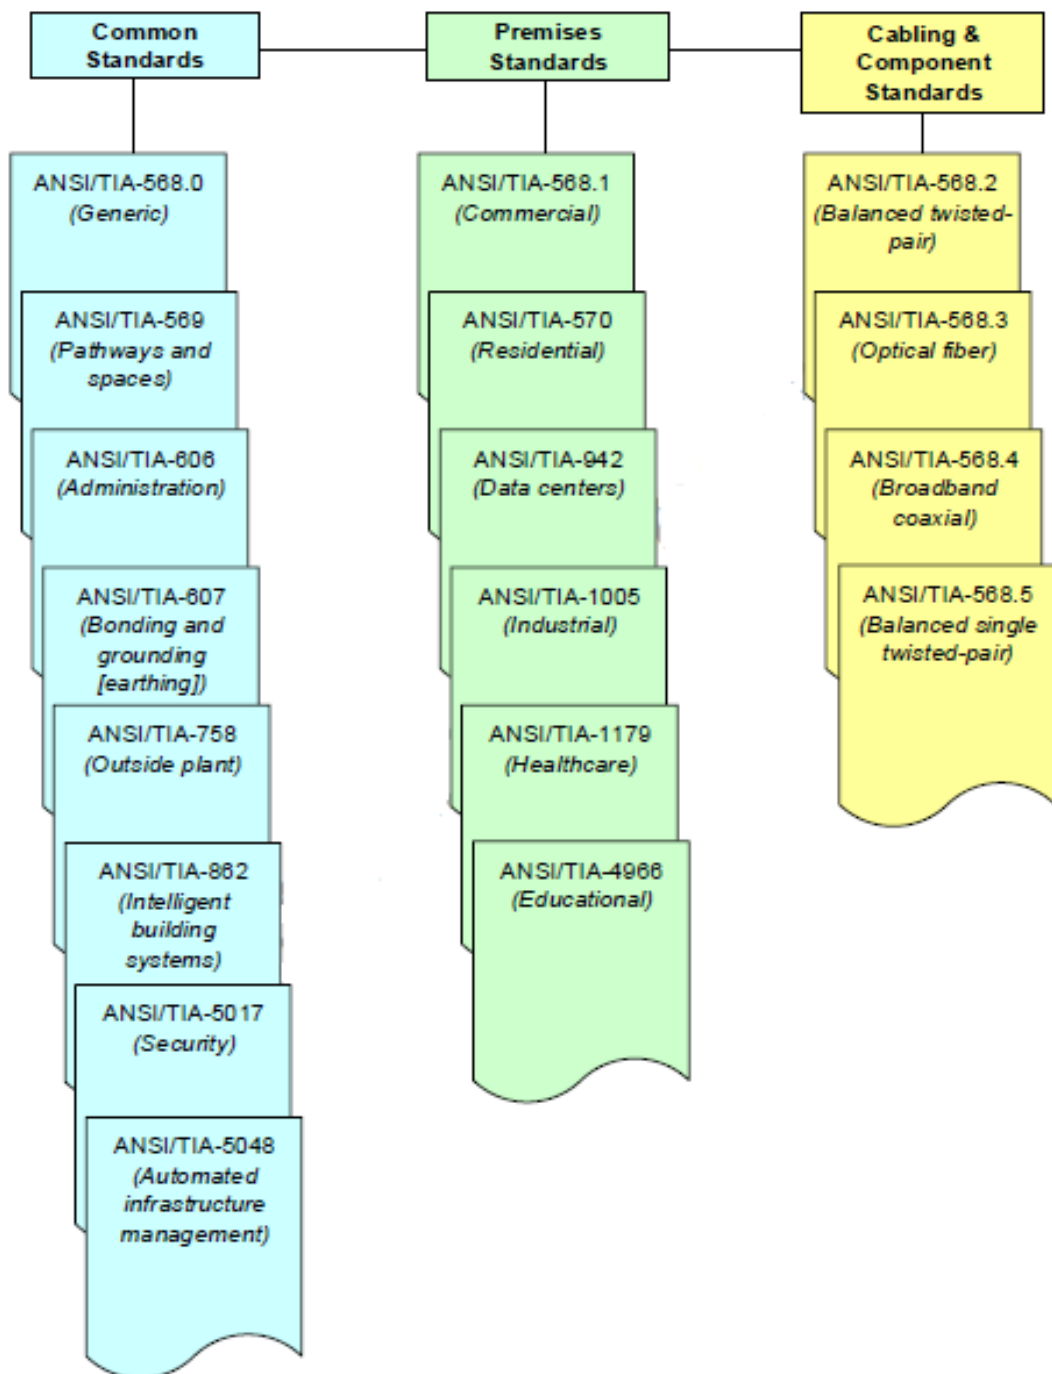 Common
Standards
Premises
Standards
Cabling &
Component
Standards
ANSI/TIA-568.0
(Generic)
ANSI/TIA-569
(Pathways and
spaces)
ANSI/TIA-606
(Administration)
ANSI/TIA-607
(Bonding and
grounding
[earthing])
ANSI/TIA-758
(Outside plant)
ANSI/TIA-862
(Intelligent
building
systems)
ANSI/TIA-5017
(Security)
ANSI/TIA-5048
(Automated
infrastructure
management)
ANSI/TIA-568.1
(Commercial)
ANSI/TIA-570
(Residential)
ANSI/TIA-942
(Data centers)
ANSI/TIA-1005
(Industrial)
ANSI/TIA-1179
(Healthcare)
ANSI/TIA-4966
(Educational)
ANSI/TIA-568.2
(Balanced twisted-
pair)
ANSI/TIA-568.3
(Optical fiber)
ANSI/TIA-568.4
(Broadband
coaxial)
ANSI/TIA-568.5
(Balanced single
twisted-pair)